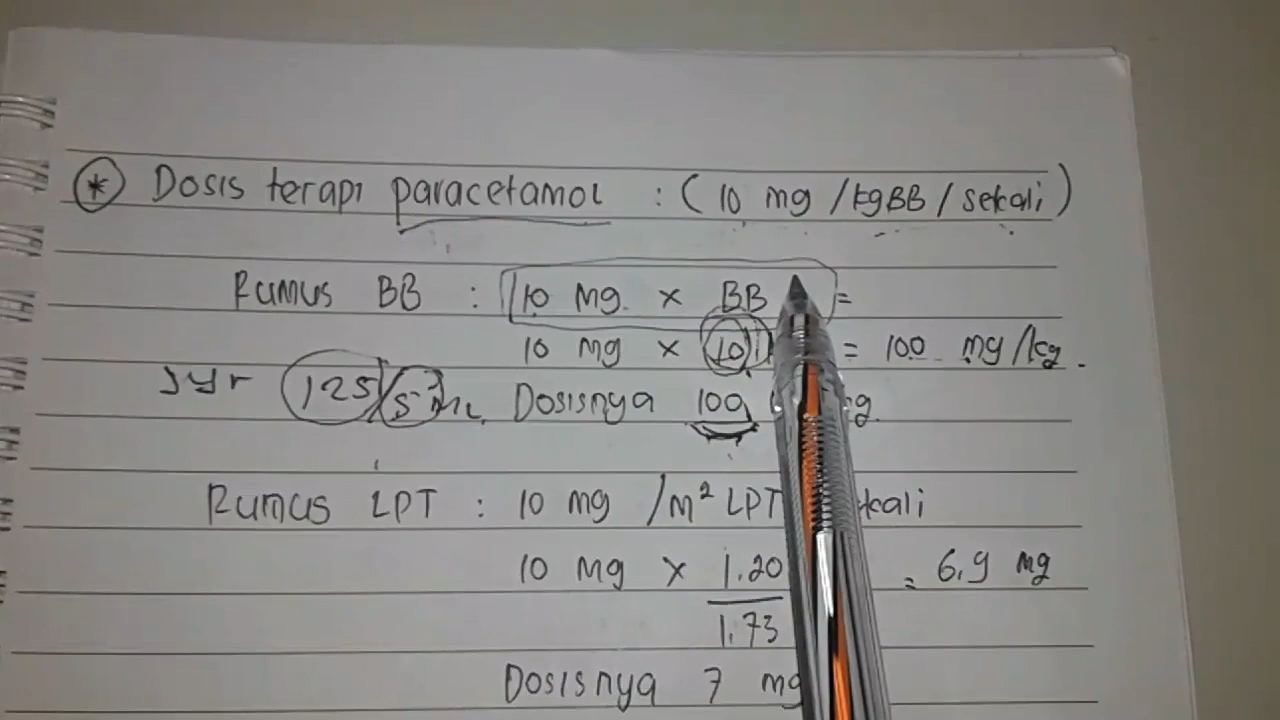 * Dosis terapi paracetamol : (10 mg /kgBB / sekali)
Rumus BB : 10 mg. x BB =
10 mg x 10 = 100 mg/kg.
syr 125/5 mL Dosisnya 100
Rumus LPT : 10 mg /m² LPT kali
10 mg x 1.20 = 6,9 mg
1.73
Dosisnya 7 mg